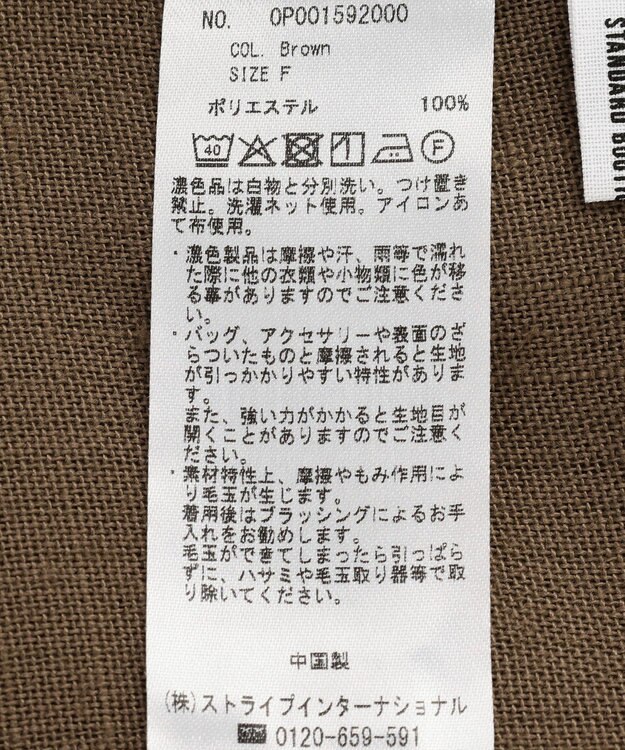 NO. OP001592000
COL. Brown
SIZE F
ポリエステル 100%
40 F
濃色品は白物と分別洗い。つけ置き
禁止。洗濯ネット使用。アイロンあ
て布使用。
・濃色製品は摩擦や汗、雨等で濡れ
た際に他の衣類や小物類に色が移
る事がありますのでご注意くださ
い。
・バッグ、アクセサリーや表面のざ
らついたものと摩擦されると生地
が引っかかりやすい特性がありま
す。
また、強い力がかかると生地目が
開くことがありますのでご注意く
ださい。
・素材特性上、摩擦やもみ作用によ
り毛玉が生じます。
着用後はブラッシングによるお手
入れをお勧めします。
毛玉ができてしまったら引っぱら
ずに、ハサミや毛玉取り器等で取
り除いてください。
中国製
(株)ストライプインターナショナル
0120-659-591
STANDARD